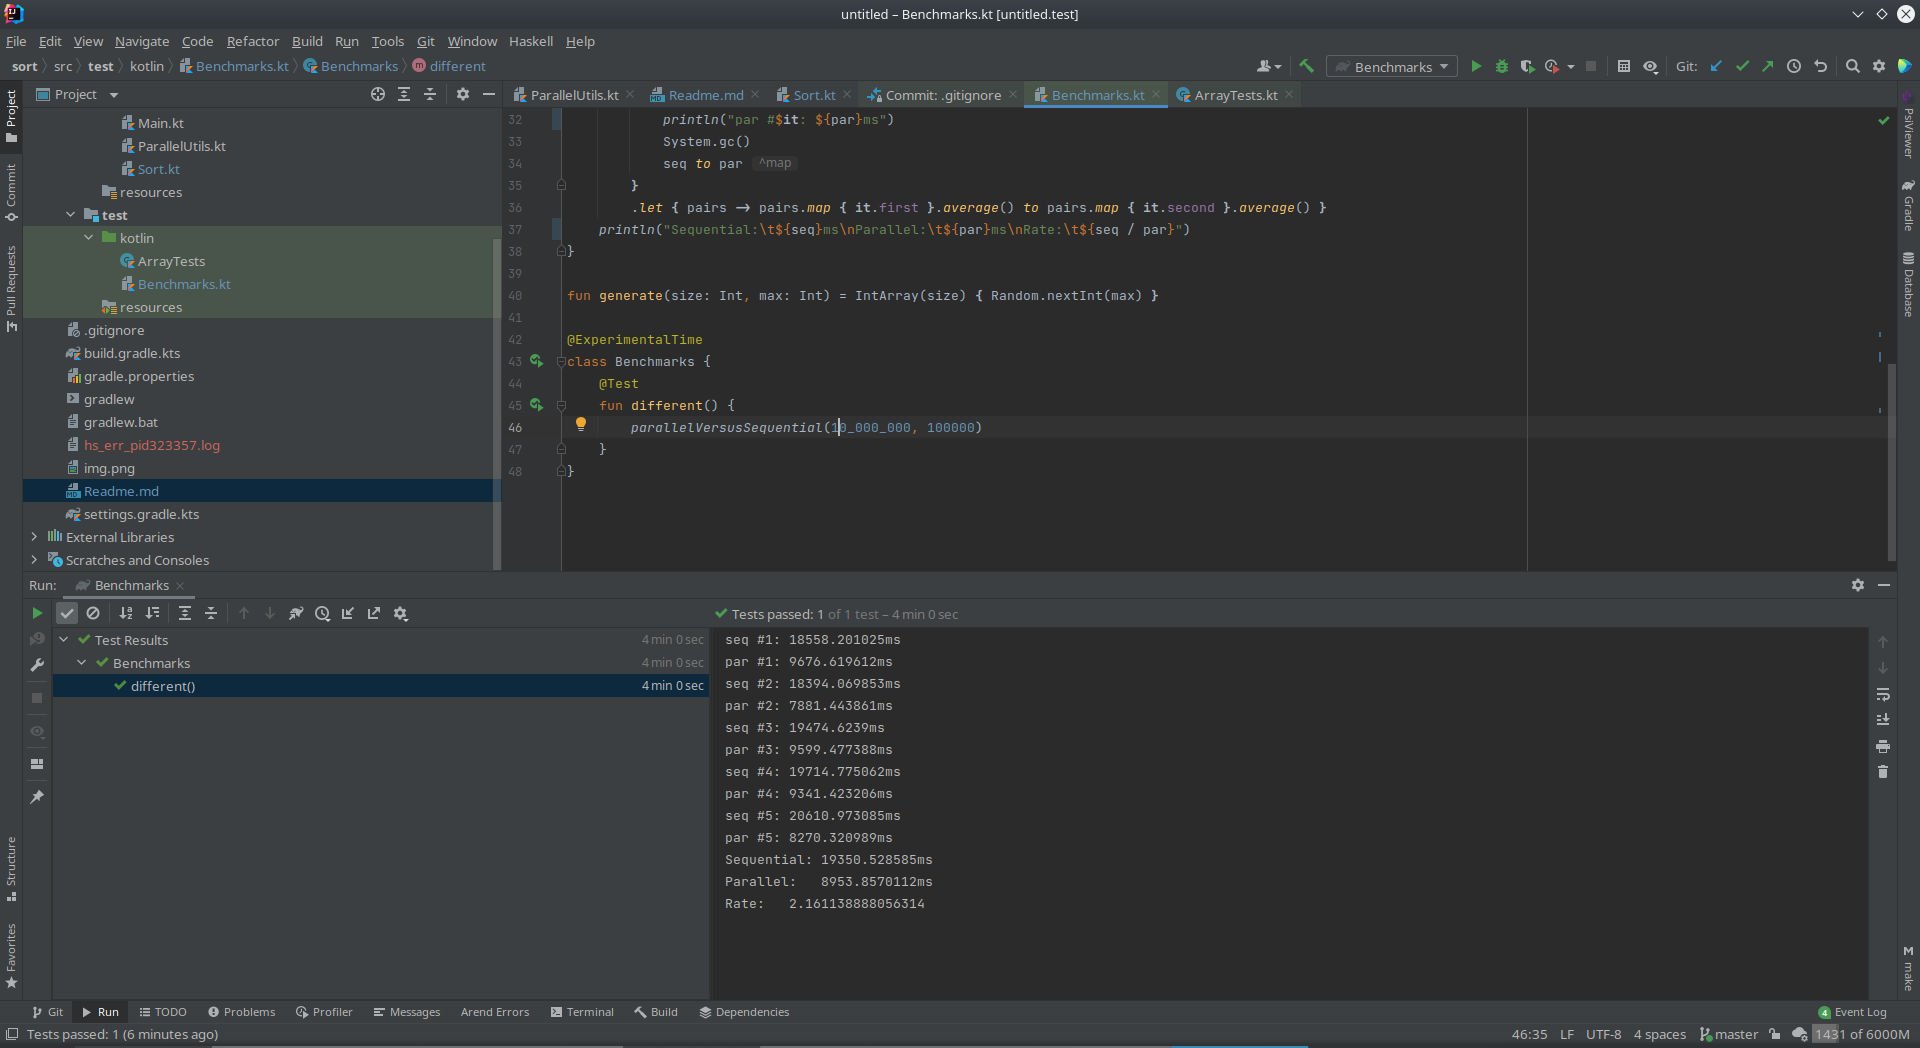 untitled – Benchmarks.kt [untitled.test]
File Edit View Navigate Code Refactor Build Run Tools Git Window Haskell Help
sort src test kotlin Benchmarks.kt Benchmarks m different
Benchmarks Git:
Project
ParallelUtils.kt Readme.md Sort.kt Commit: .gitignore Benchmarks.kt ArrayTests.kt
Project
Commit
Pull Requests
Structure
Favorites
Main.kt
ParallelUtils.kt
Sort.kt
resources
test
kotlin
ArrayTests
Benchmarks.kt
resources
.gitignore
build.gradle.kts
gradle.properties
gradlew
gradlew.bat
hs_err_pid323357.log
img.png
Readme.md
settings.gradle.kts
External Libraries
Scratches and Consoles
32 println("par #$it: ${par}ms")
33 System.gc()
34 seq to par ^map
35 }
36 .let { pairs → pairs.map { it.first }.average() to pairs.map { it.second }.average() }
37 println("Sequential:\t${seq}ms\nParallel:\t${par}ms\nRate:\t${seq / par}")
38 }
39
40 fun generate(size: Int, max: Int) = IntArray(size) { Random.nextInt(max) }
41
42 @ExperimentalTime
43 class Benchmarks {
44 @Test
45 fun different() {
46 parallelVersusSequential(10_000_000, 100000)
47 }
48 }
PsiViewer
Gradle
Database
M make
Run: Benchmarks
Tests passed: 1 of 1 test – 4 min 0 sec
Test Results 4 min 0 sec
Benchmarks 4 min 0 sec
different() 4 min 0 sec
seq #1: 18558.201025ms
par #1: 9676.619612ms
seq #2: 18394.069853ms
par #2: 7881.443861ms
seq #3: 19474.6239ms
par #3: 9599.477388ms
seq #4: 19714.775062ms
par #4: 9341.423206ms
seq #5: 20610.973085ms
par #5: 8270.320989ms
Sequential: 19350.528585ms
Parallel: 8953.8570112ms
Rate: 2.161138888056314
Git Run TODO Problems Profiler Messages Arend Errors Terminal Build Dependencies 4 Event Log
Tests passed: 1 (6 minutes ago) 46:35 LF UTF-8 4 spaces master 1431 of 6000M